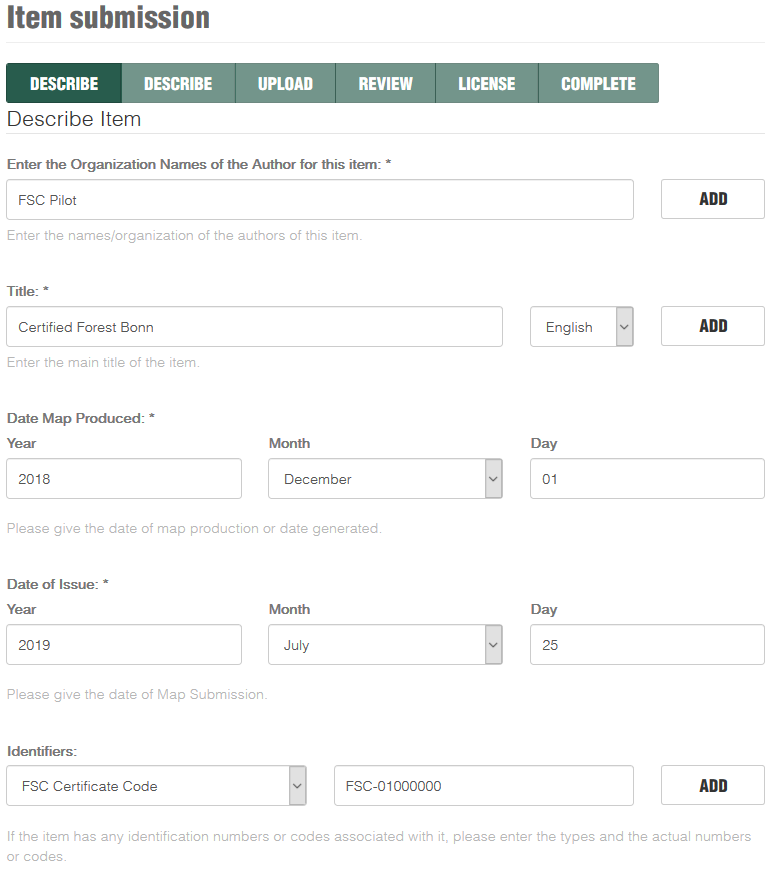 Item submission
DESCRIBE DESCRIBE UPLOAD REVIEW LICENSE COMPLETE
Describe Item
Enter the Organization Names of the Author for this item: *
FSC Pilot ADD
Enter the names/organization of the authors of this item.
Title: *
Certified Forest Bonn English ADD
Enter the main title of the item.
Date Map Produced: *
Year Month Day
2018 December 01
Please give the date of map production or date generated.
Date of Issue: *
Year Month Day
2019 July 25
Please give the date of Map Submission.
Identifiers:
FSC Certificate Code FSC-01000000 ADD
If the item has any identification numbers or codes associated with it, please enter the types and the actual numbers
or codes.